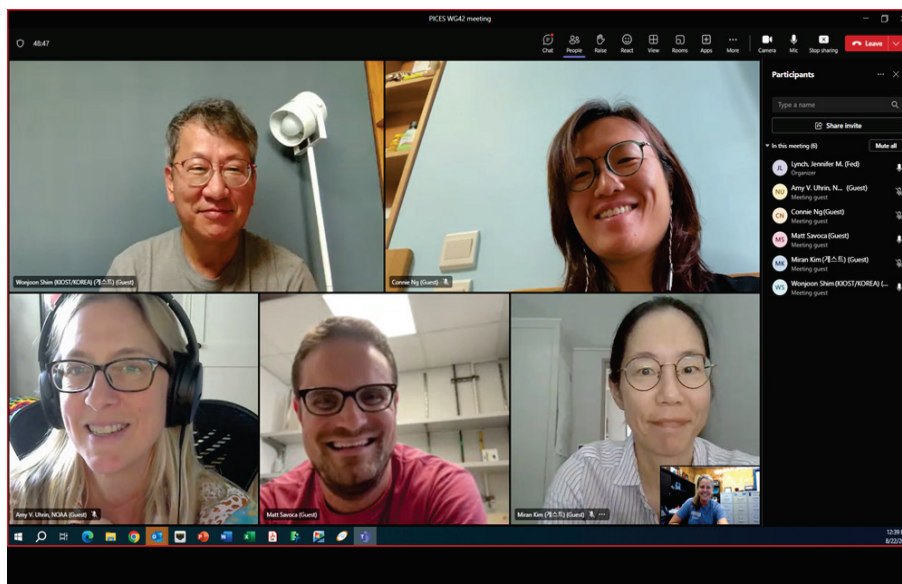 PICES WG42 meeting
48:47
Chat
People
Raise
React
View
Rooms
Apps
More
Camera
Mic
Stop sharing
Leave
Participants
Type a name
Share invite
In this meeting (6)
Mute all
JL
Lynch, Jennifer M. (Fed)
Organizer
NU
Amy V. Uhrin, N... (Guest)
Meeting guest
CN
Connie Ng (Guest)
Meeting guest
MS
Matt Savoca (Guest)
Meeting guest
MK
Miran Kim (게스트) (Guest)
Meeting guest
WS
Wonjoon Shim (KIOST/KOREA) (...
Meeting guest
Wonjoon Shim (KIOST/KOREA) (게스트) (Guest)
Connie Ng (Guest)
Amy V. Uhrin, NOAA (Guest)
Matt Savoca (Guest)
Miran Kim (게스트) (Guest)
12:38